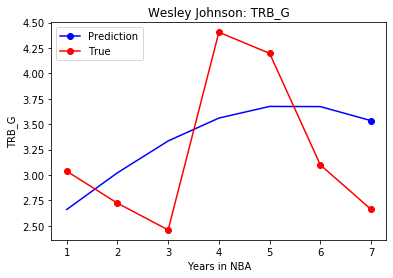 Wesley Johnson: TRB_G
Prediction
True
4.50
4.25
4.00
3.75
3.50
3.25
3.00
2.75
2.50
TRB_G
1 2 3 4 5 6 7
Years in NBA